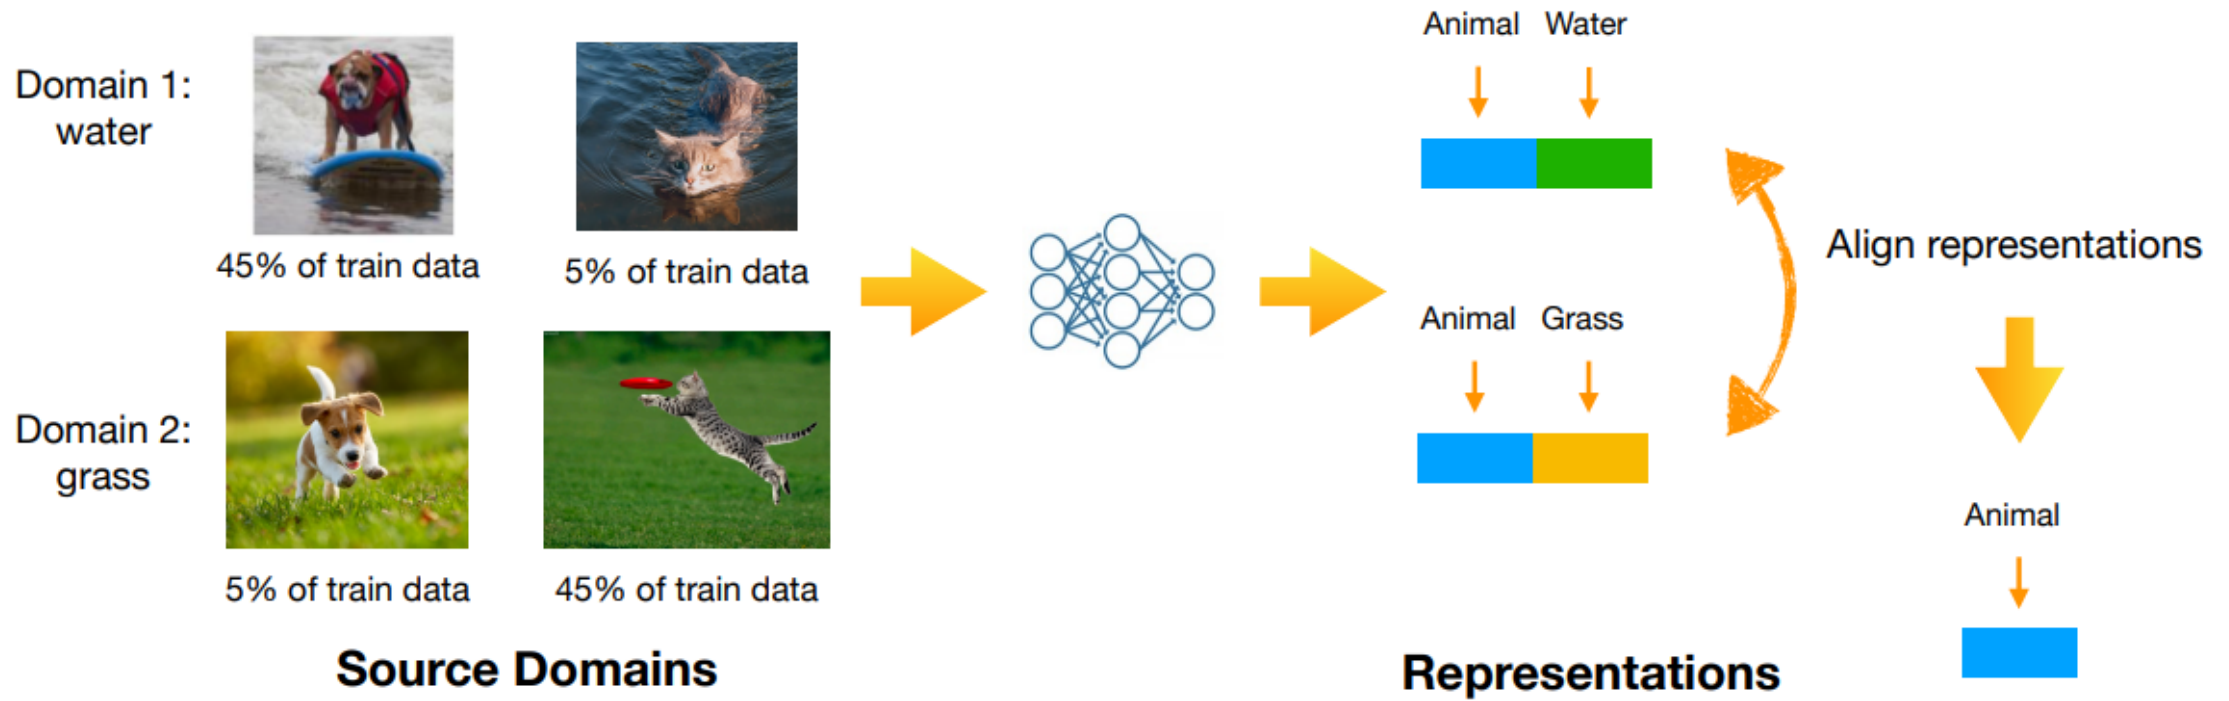 Domain 1:
water
45% of train data
5% of train data
Domain 2:
grass
5% of train data
45% of train data
Source Domains
Animal Water
Animal Grass
Representations
Align representations
Animal